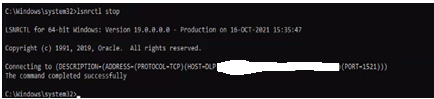 C:\Windows\system32>lsnrctl stop
LSNRCTL for 64-bit Windows: Version 19.0.0.0.0 - Production on 16-OCT-2021 15:35:47
Copyright (c) 1991, 2019, Oracle.  All rights reserved.
Connecting to (DESCRIPTION=(ADDRESS=(PROTOCOL=TCP)(HOST=DLP )(PORT=1521)))
The command completed successfully
C:\Windows\system32>